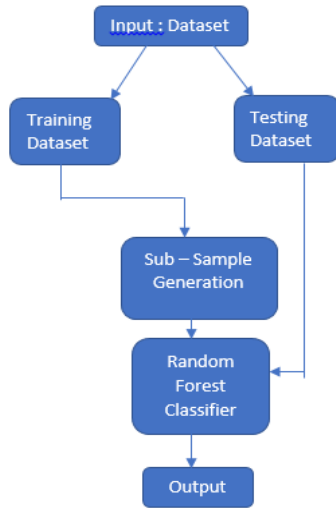 Input : Dataset
Training
Dataset
Testing
Dataset
Sub – Sample
Generation
Random
Forest
Classifier
Output